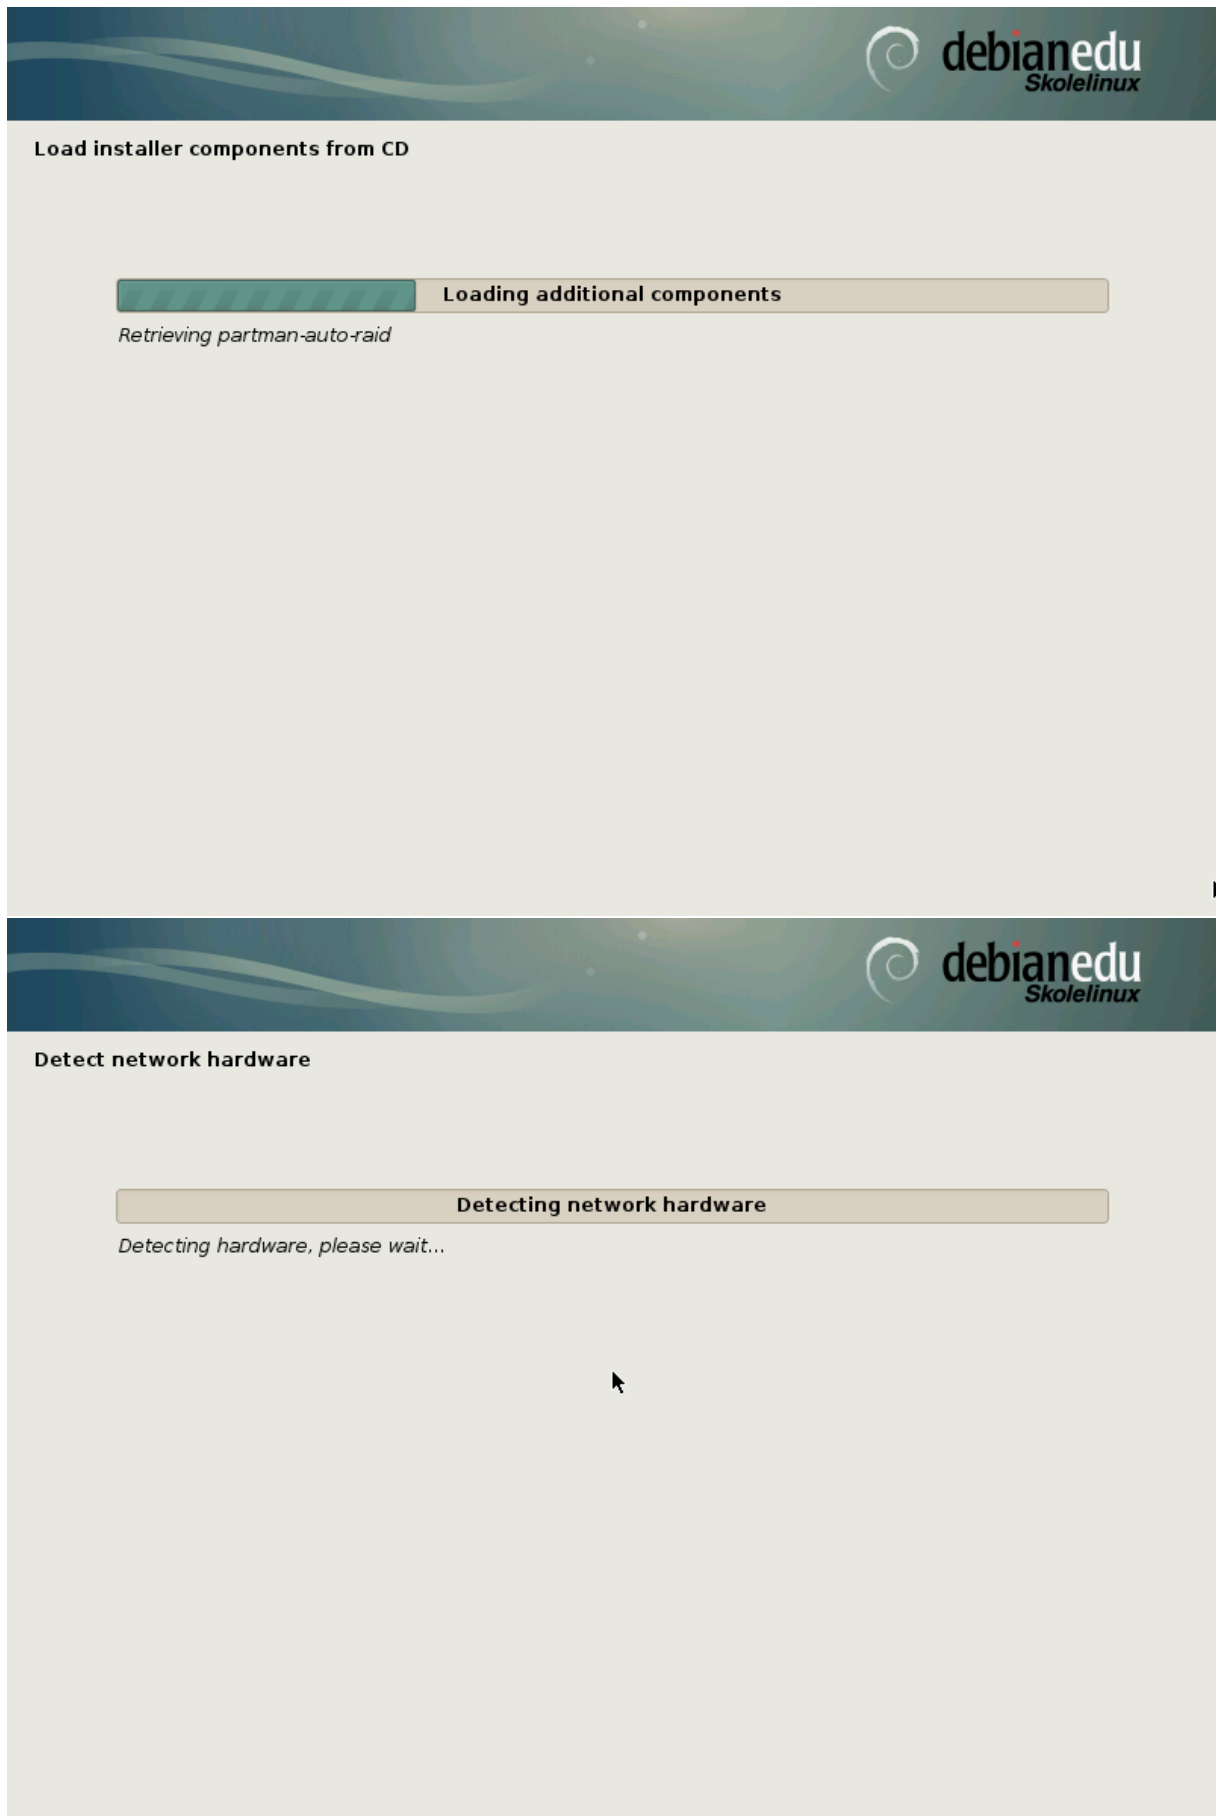 debianedu
Skolelinux
Load installer components from CD
Loading additional components
Retrieving partman-auto-raid
debianedu
Skolelinux
Detect network hardware
Detecting network hardware
Detecting hardware, please wait...